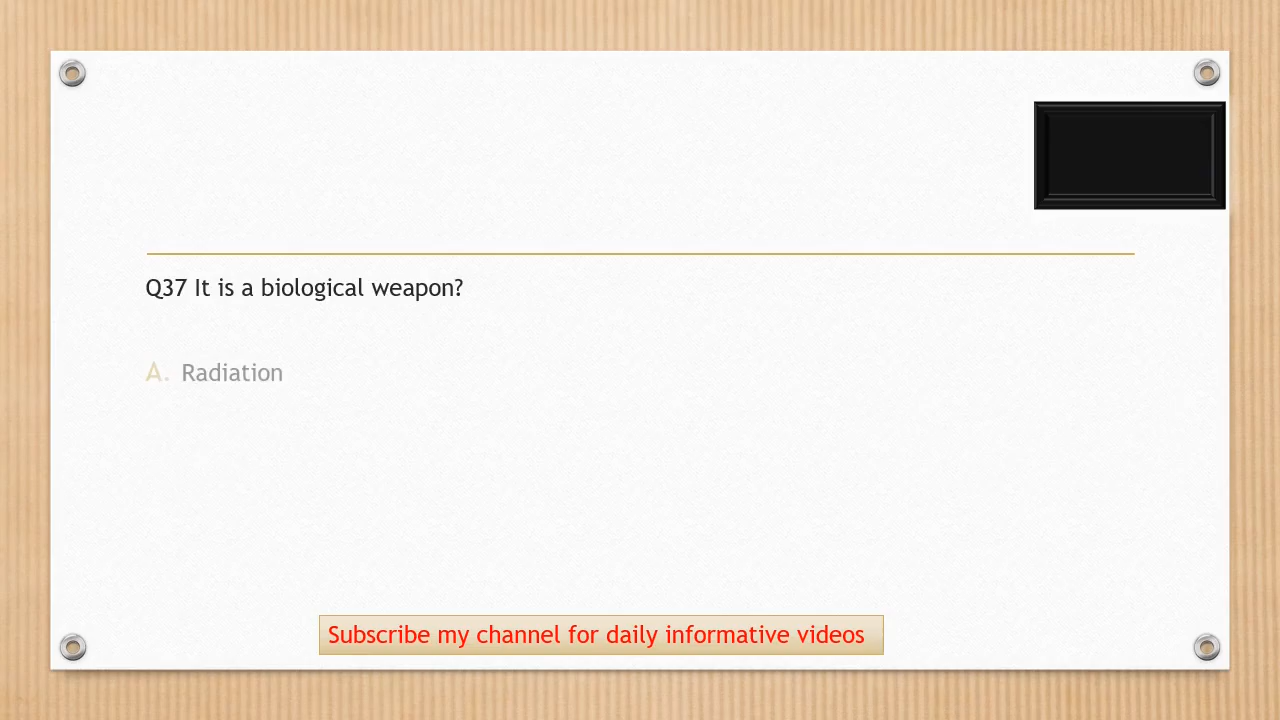 Q37 It is a biological weapon?
A. Radiation
Subscribe my channel for daily informative videos